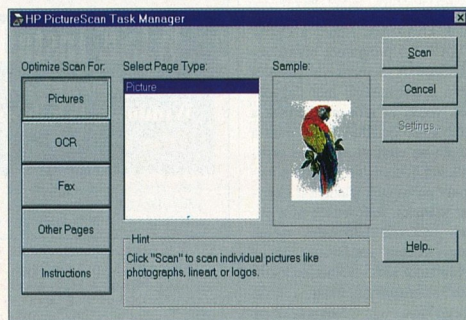 HP PictureScan Task Manager
Optimize Scan For:
Pictures
OCR
Fax
Other Pages
Instructions
Select Page Type:
Picture
Sample:
Hint
Click "Scan" to scan individual pictures like
photographs, lineart, or logos.
Scan
Cancel
Settings...
Help...